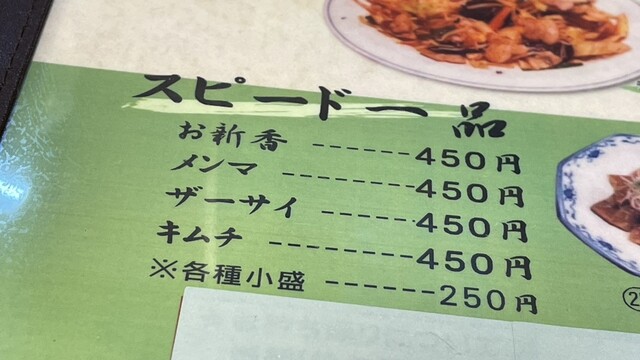 スピード一品
お新香 ------450円
メンマ --------450円
ザーサイ ------450円
キムチ --------450円
※各種小盛 ------250円
②